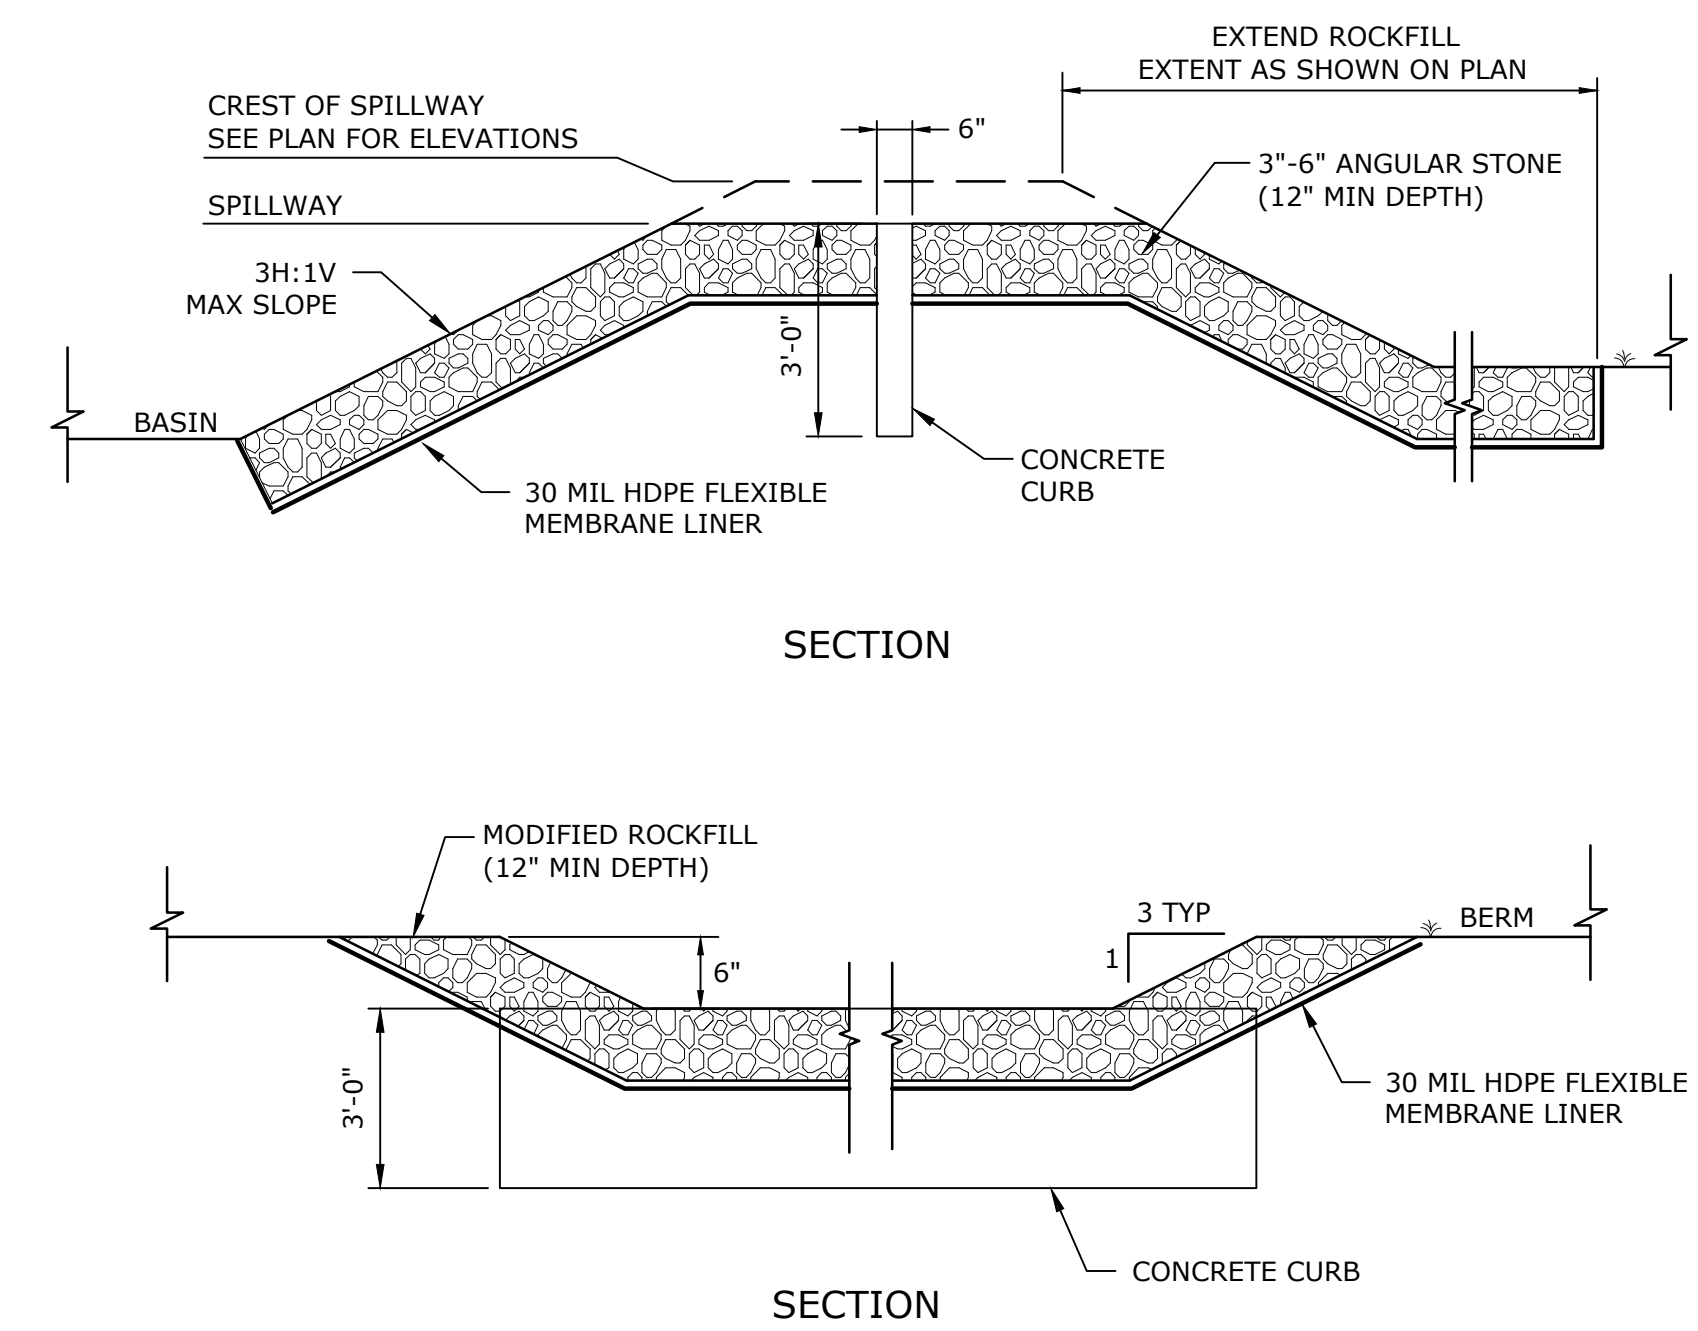 EXTEND ROCKFILL
EXTENT AS SHOWN ON PLAN
CREST OF SPILLWAY
SEE PLAN FOR ELEVATIONS
6"
3"-6" ANGULAR STONE
(12" MIN DEPTH)
SPILLWAY
3H:1V
MAX SLOPE
3'-0"
BASIN
CONCRETE
CURB
30 MIL HDPE FLEXIBLE
MEMBRANE LINER
SECTION
MODIFIED ROCKFILL
(12" MIN DEPTH)
3 TYP
1
BERM
6"
3'-0"
30 MIL HDPE FLEXIBLE
MEMBRANE LINER
CONCRETE CURB
SECTION